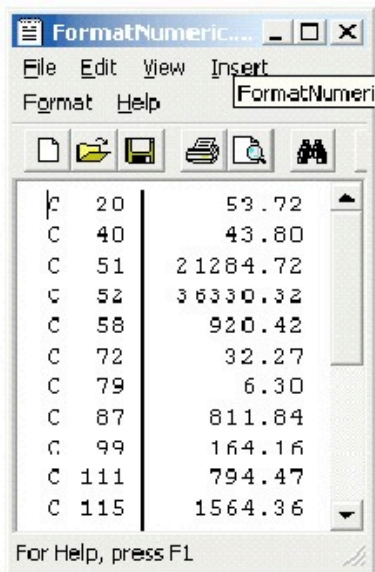 FormatNumeric....
File Edit View Insert
Format Help
FormatNumeri
C 20 53.72
C 40 43.80
C 51 21284.72
C 52 36330.32
C 58 920.42
C 72 32.27
C 79 6.30
C 87 811.84
C 99 164.16
C 111 794.47
C 115 1564.36
For Help, press F1